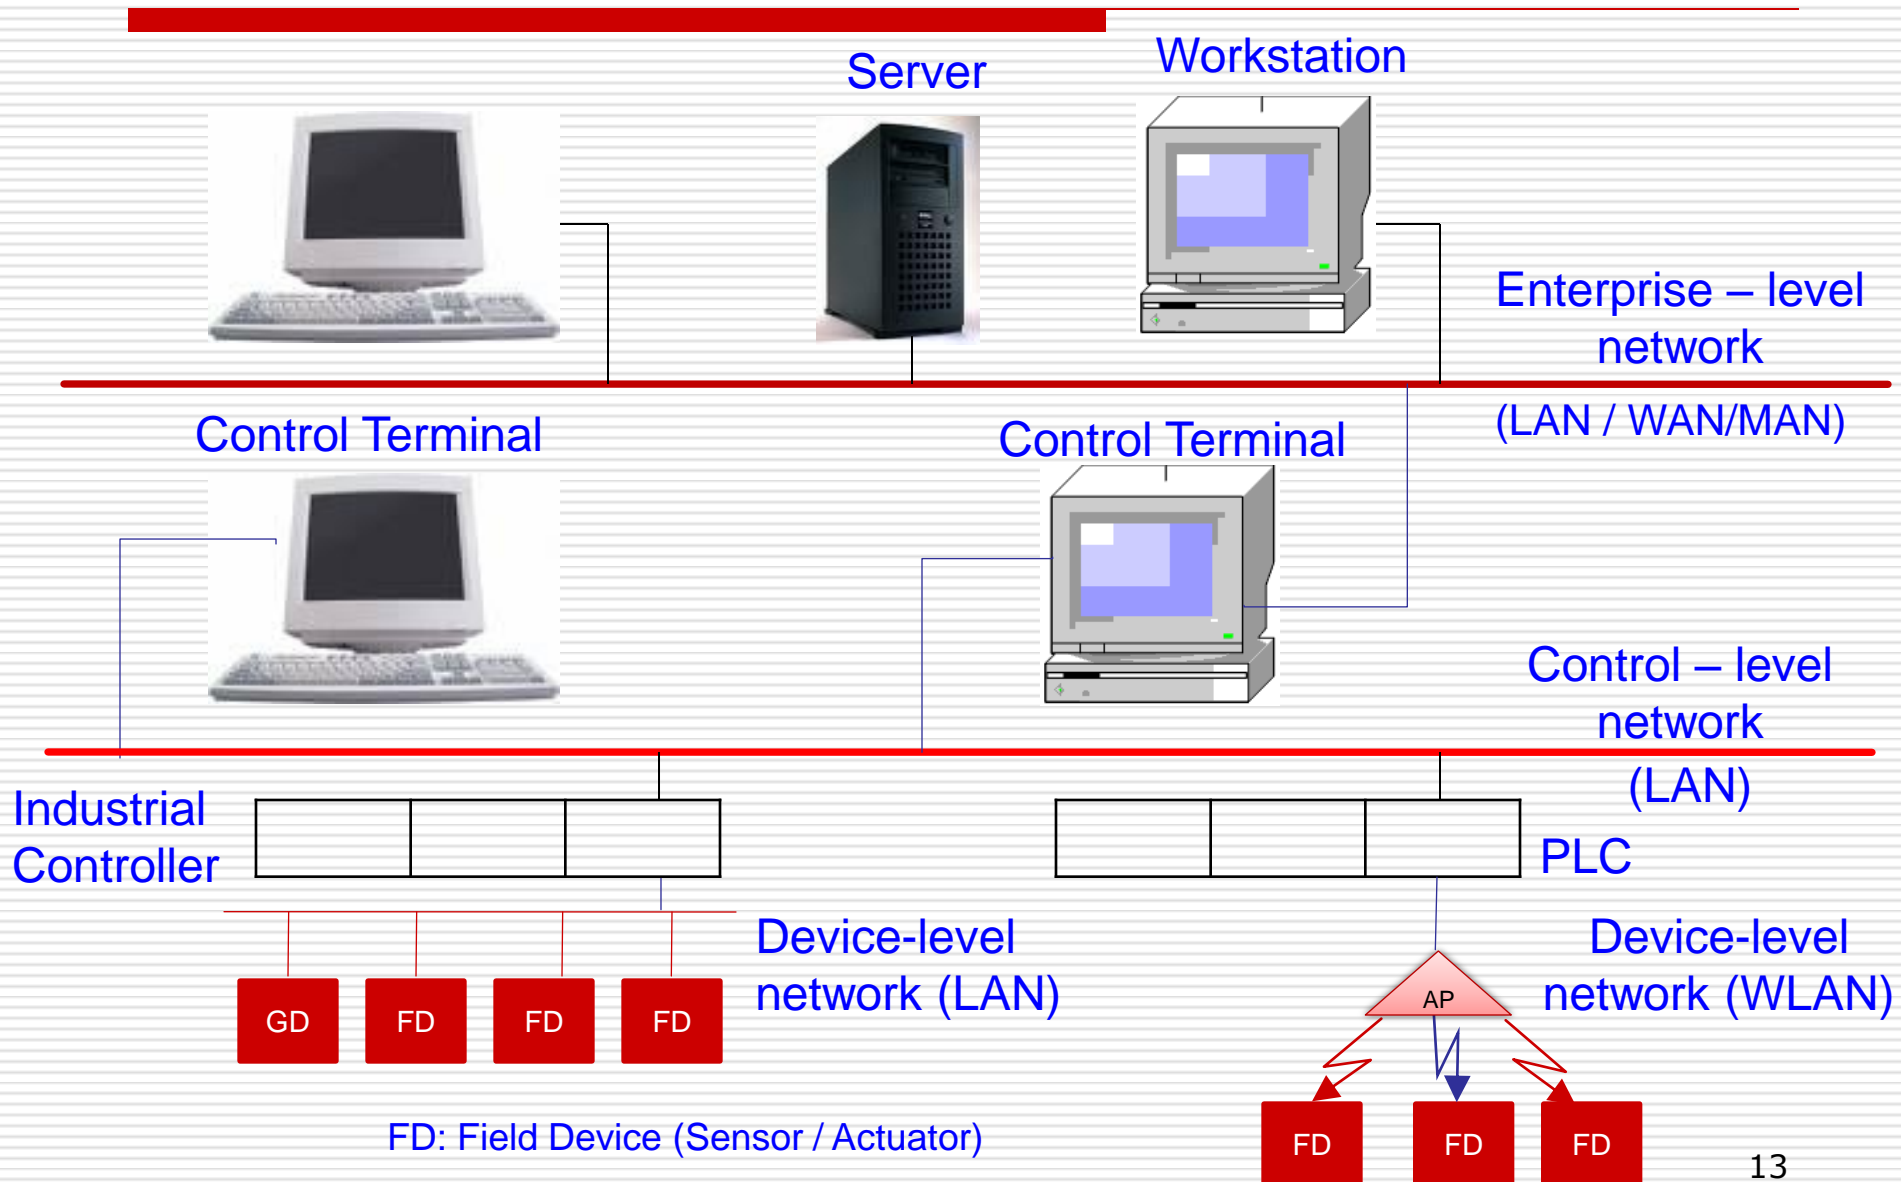 Server
Workstation
Enterprise – level
network
(LAN / WAN/MAN)
Control Terminal
Control Terminal
Control – level
network
(LAN)
Industrial
Controller
PLC
Device-level
network (LAN)
Device-level
network (WLAN)
GD
FD
FD
FD
AP
FD
FD
FD
FD: Field Device (Sensor / Actuator)
13